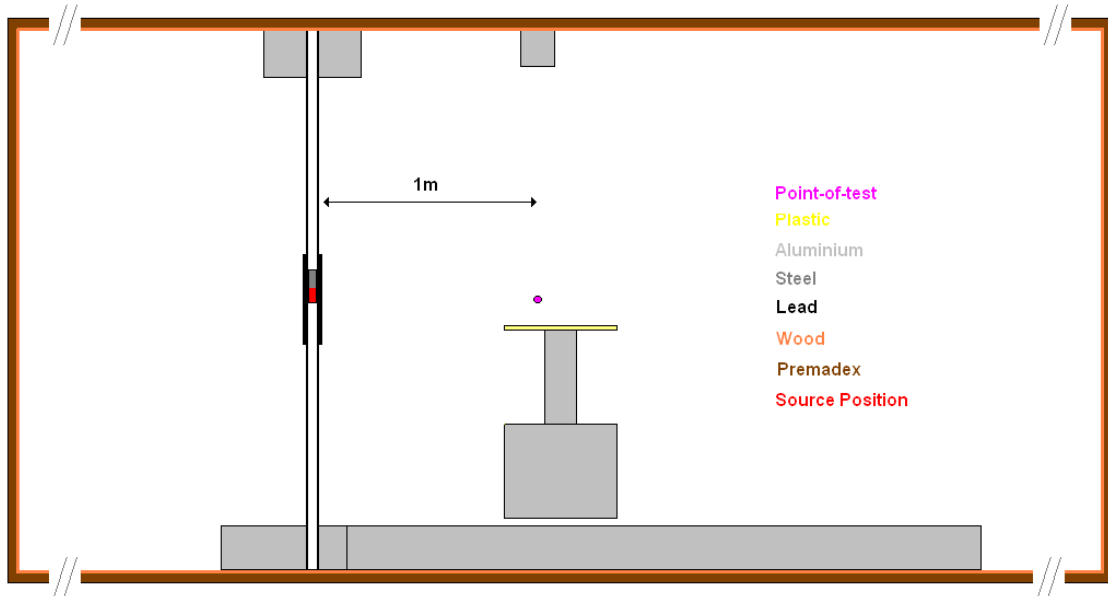 1m
Point-of-test
Plastic
Aluminium
Steel
Lead
Wood
Premadex
Source Position